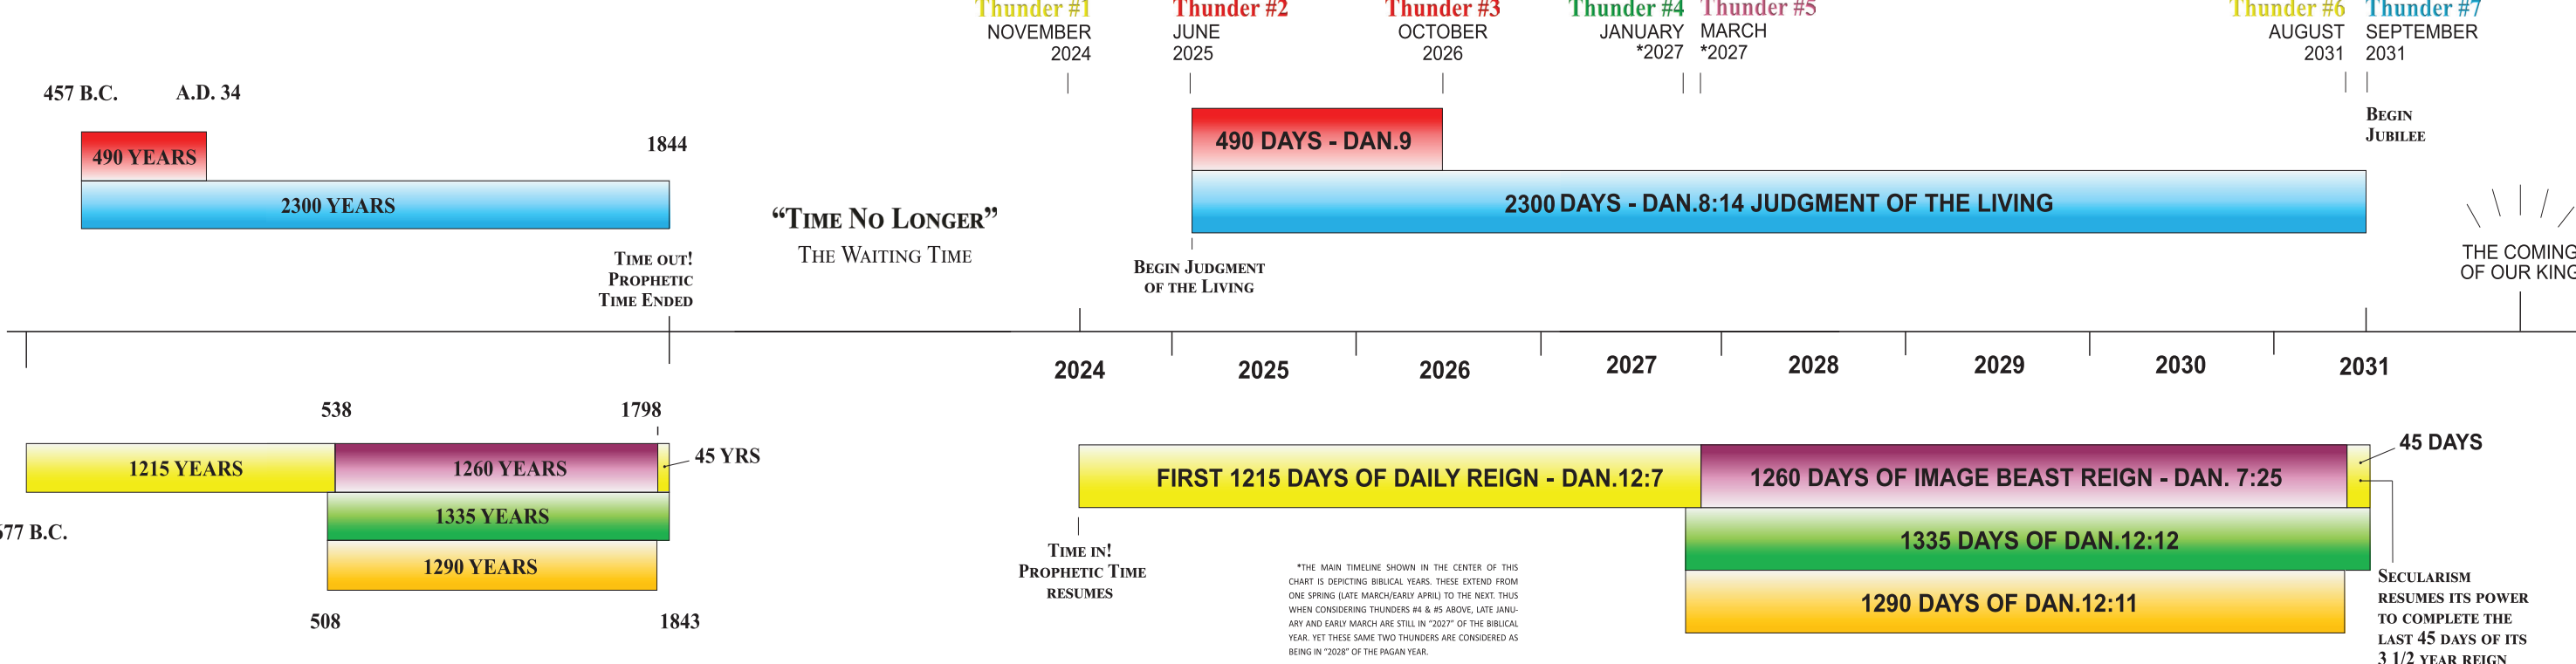 Thunder #1
NOVEMBER
2024
Thunder #2
JUNE
2025
Thunder #3
OCTOBER
2026
Thunder #4
JANUARY
*2027
Thunder #5
MARCH
*2027
Thunder #6
AUGUST
2031
Thunder #7
SEPTEMBER
2031
BEGIN
JUBILEE
457 B.C.
A.D. 34
1844
490 YEARS
2300 YEARS
TIME OUT!
PROPHETIC
TIME ENDED
“TIME NO LONGER”
THE WAITING TIME
490 DAYS - DAN.9
2300 DAYS - DAN.8:14 JUDGMENT OF THE LIVING
BEGIN JUDGMENT
OF THE LIVING
THE COMING
OF OUR KING
2024
2025
2026
2027
2028
2029
2030
2031
538
1798
1215 YEARS
1260 YEARS
45 YRS
1335 YEARS
1290 YEARS
677 B.C.
508
1843
FIRST 1215 DAYS OF DAILY REIGN - DAN.12:7
1260 DAYS OF IMAGE BEAST REIGN - DAN. 7:25
45 DAYS
1335 DAYS OF DAN.12:12
1290 DAYS OF DAN.12:11
TIME IN!
PROPHETIC TIME
RESUMES
*THE MAIN TIMELINE SHOWN IN THE CENTER OF THIS
CHART IS DEPICTING BIBLICAL YEARS. THESE EXTEND FROM
ONE SPRING (LATE MARCH/EARLY APRIL) TO THE NEXT. THUS
WHEN CONSIDERING THUNDERS #4 & #5 ABOVE, LATE JANU-
ARY AND EARLY MARCH ARE STILL IN “2027” OF THE BIBLICAL
YEAR. YET THESE SAME TWO THUNDERS ARE CONSIDERED AS
BEING IN “2028” OF THE PAGAN YEAR.
SECULARISM
RESUMES ITS POWER
TO COMPLETE THE
LAST 45 DAYS OF ITS
3 1/2 YEAR REIGN